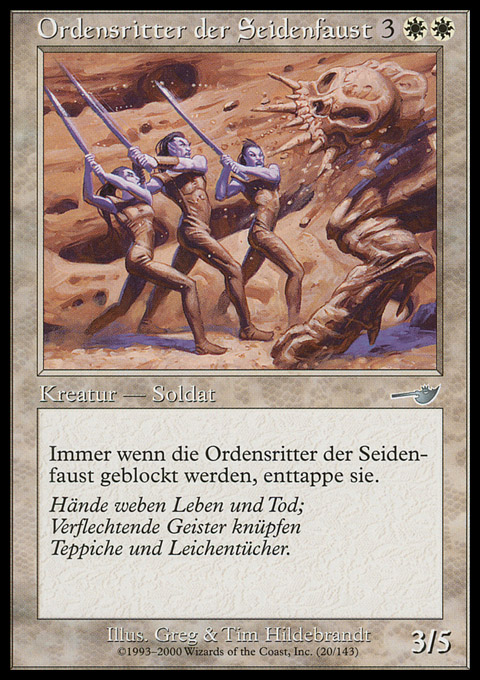 Ordensritter der Seidenfaust 3
Kreatur — Soldat
Immer wenn die Ordensritter der Seiden-
faust geblockt werden, enttappe sie.
Hände weben Leben und Tod;
Verflechtende Geister knüpfen
Teppiche und Leichentücher.
Illus. Greg & Tim Hildebrandt
©1993–2000 Wizards of the Coast, Inc. (20/143)
3/5